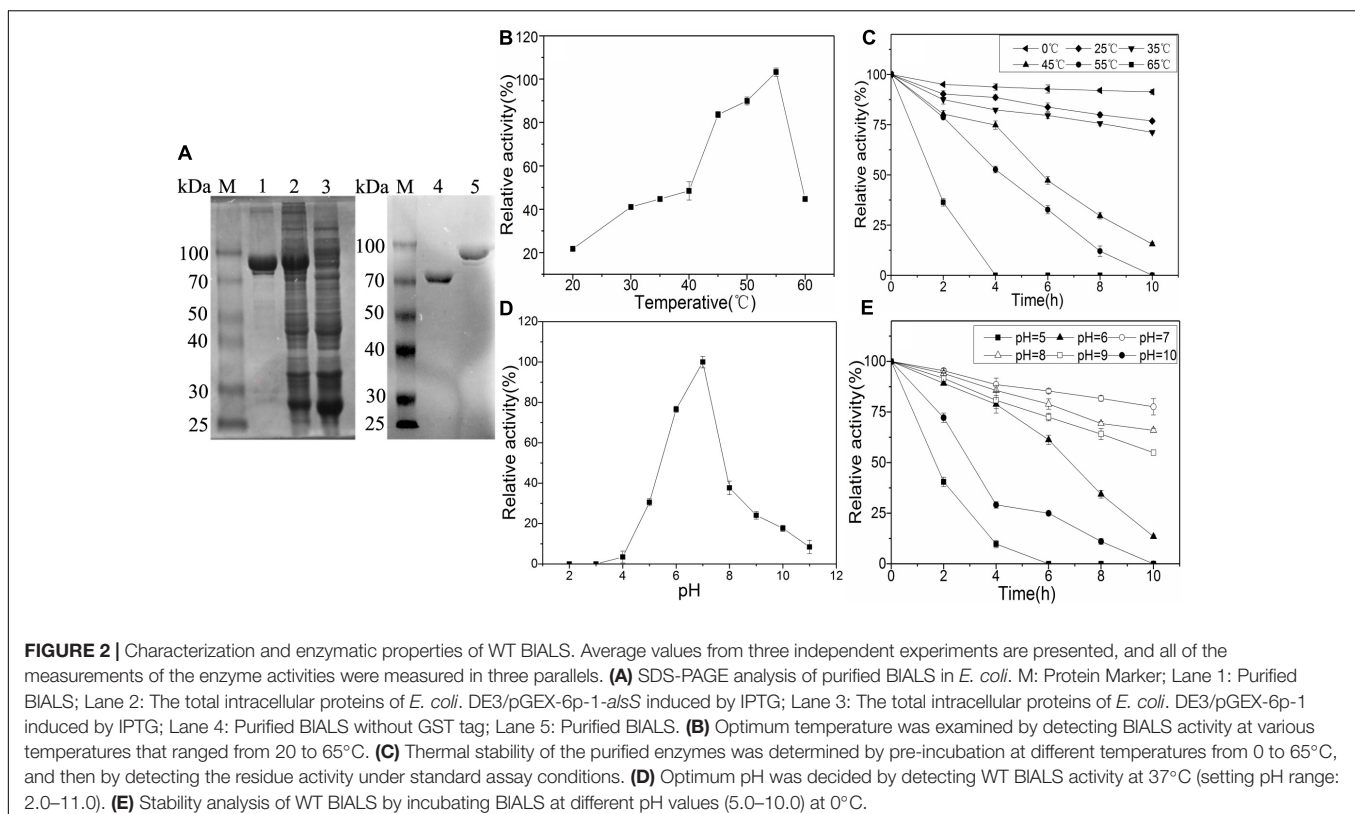 A
kDa M 1 2 3
100
70
50
40
30
25
kDa M 4 5
100
70
50
40
30
25
B
Relative activity(%)
120
100
80
60
40
20
20 30 40 50 60
Temperative(℃)
C
0℃ 25℃ 35℃
45℃ 55℃ 65℃
Relative activity(%)
100
75
50
25
0
0 2 4 6 8 10
Time(h)
D
Relative activity(%)
120
100
80
60
40
20
0
2 4 6 8 10 12
pH
E
pH=5 pH=6 pH=7
pH=8 pH=9 pH=10
Relative activity(%)
100
75
50
25
0
0 2 4 6 8 10
Time(h)
FIGURE 2 | Characterization and enzymatic properties of WT BlALS. Average values from three independent experiments are presented, and all of the
measurements of the enzyme activities were measured in three parallels. (A) SDS-PAGE analysis of purified BlALS in E. coli. M: Protein Marker; Lane 1: Purified
BlALS; Lane 2: The total intracellular proteins of E. coli. DE3/pGEX-6p-1-alsS induced by IPTG; Lane 3: The total intracellular proteins of E. coli. DE3/pGEX-6p-1
induced by IPTG; Lane 4: Purified BlALS without GST tag; Lane 5: Purified BlALS. (B) Optimum temperature was examined by detecting BlALS activity at various
temperatures that ranged from 20 to 65°C. (C) Thermal stability of the purified enzymes was determined by pre-incubation at different temperatures from 0 to 65°C,
and then by detecting the residue activity under standard assay conditions. (D) Optimum pH was decided by detecting WT BlALS activity at 37°C (setting pH range:
2.0–11.0). (E) Stability analysis of WT BlALS by incubating BlALS at different pH values (5.0–10.0) at 0°C.